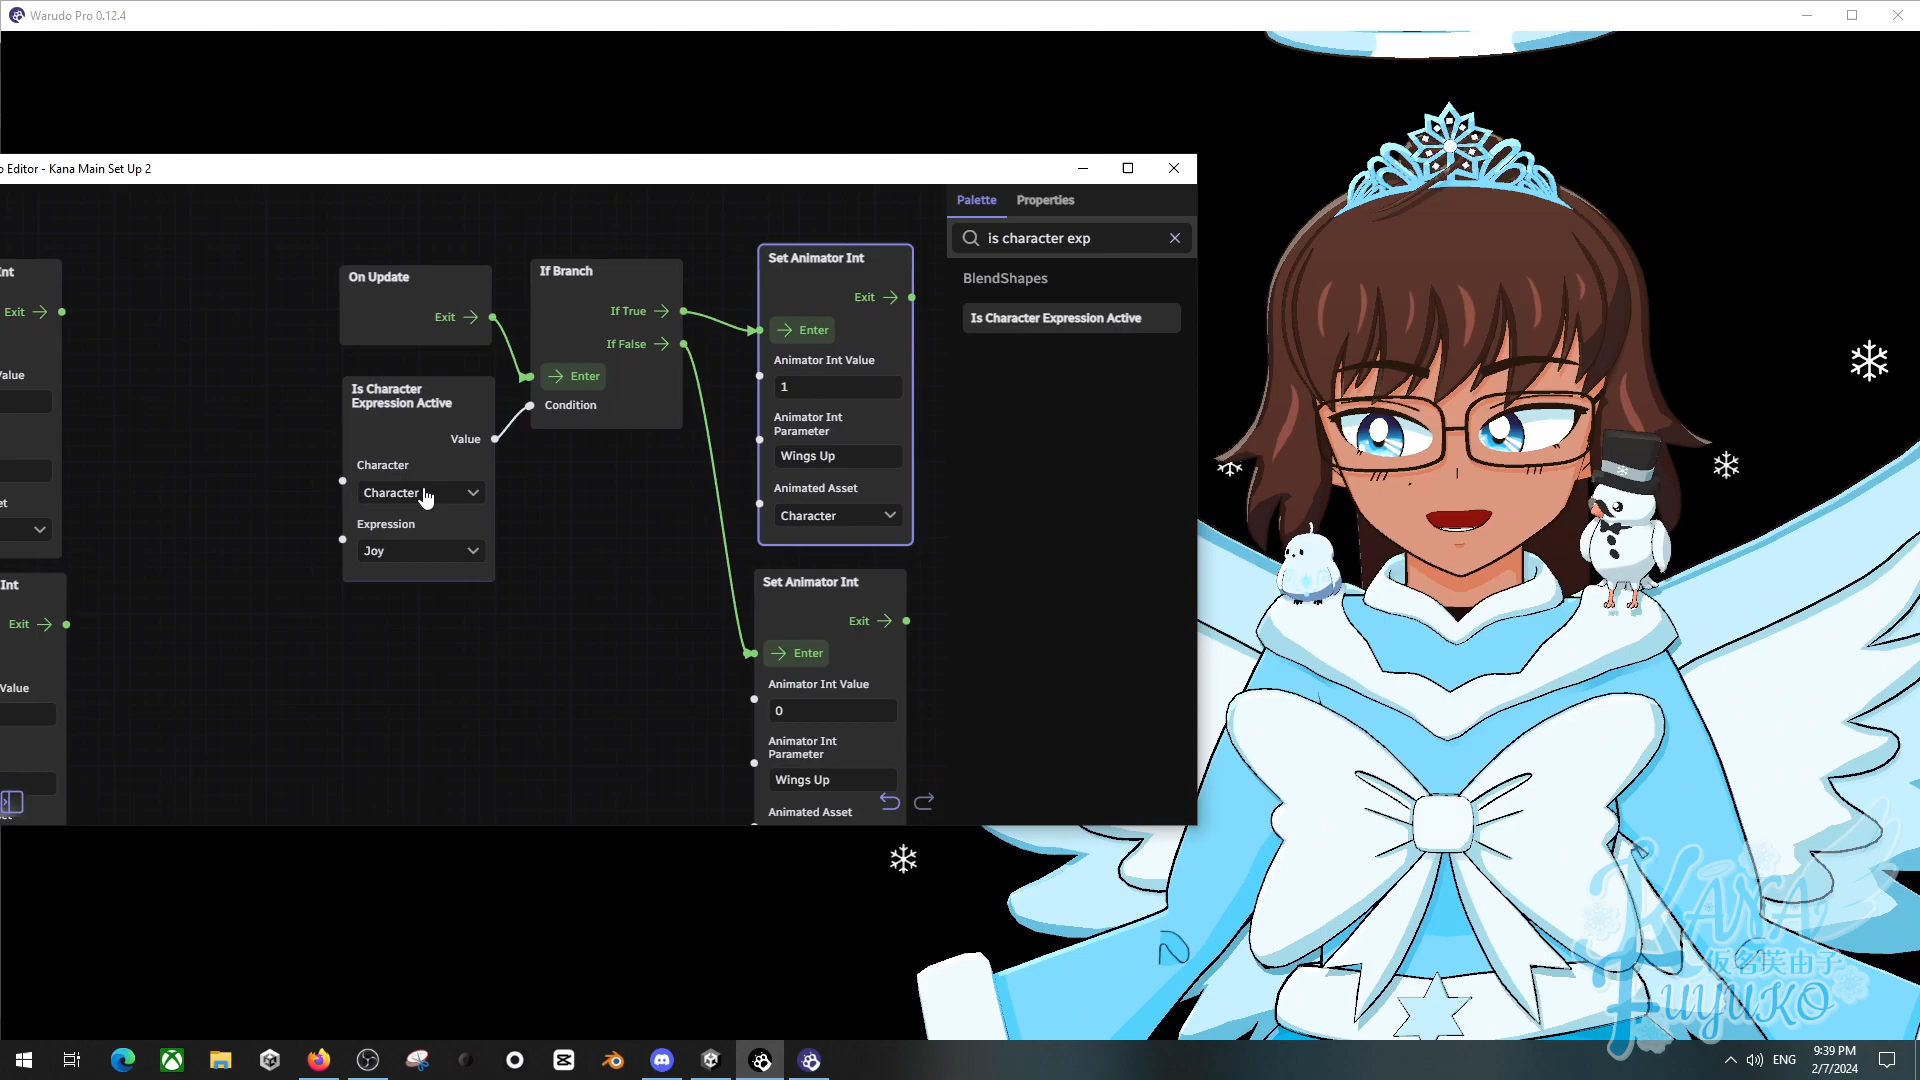 Warudo Pro 0.12.4
o Editor - Kana Main Set Up 2
nt
Exit
alue
et
Int
Exit
Value
On Update
Exit
Is Character
Expression Active
Value
Character
Character
Expression
Joy
If Branch
If True
If False
Enter
Condition
Set Animator Int
Exit
Enter
Animator Int Value
1
Animator Int
Parameter
Wings Up
Animated Asset
Character
Set Animator Int
Exit
Enter
Animator Int Value
0
Animator Int
Parameter
Wings Up
Animated Asset
Palette
Properties
is character exp
BlendShapes
Is Character Expression Active
KANA
仮名芙由子
FUYUKO
ENG
9:39 PM
2/7/2024